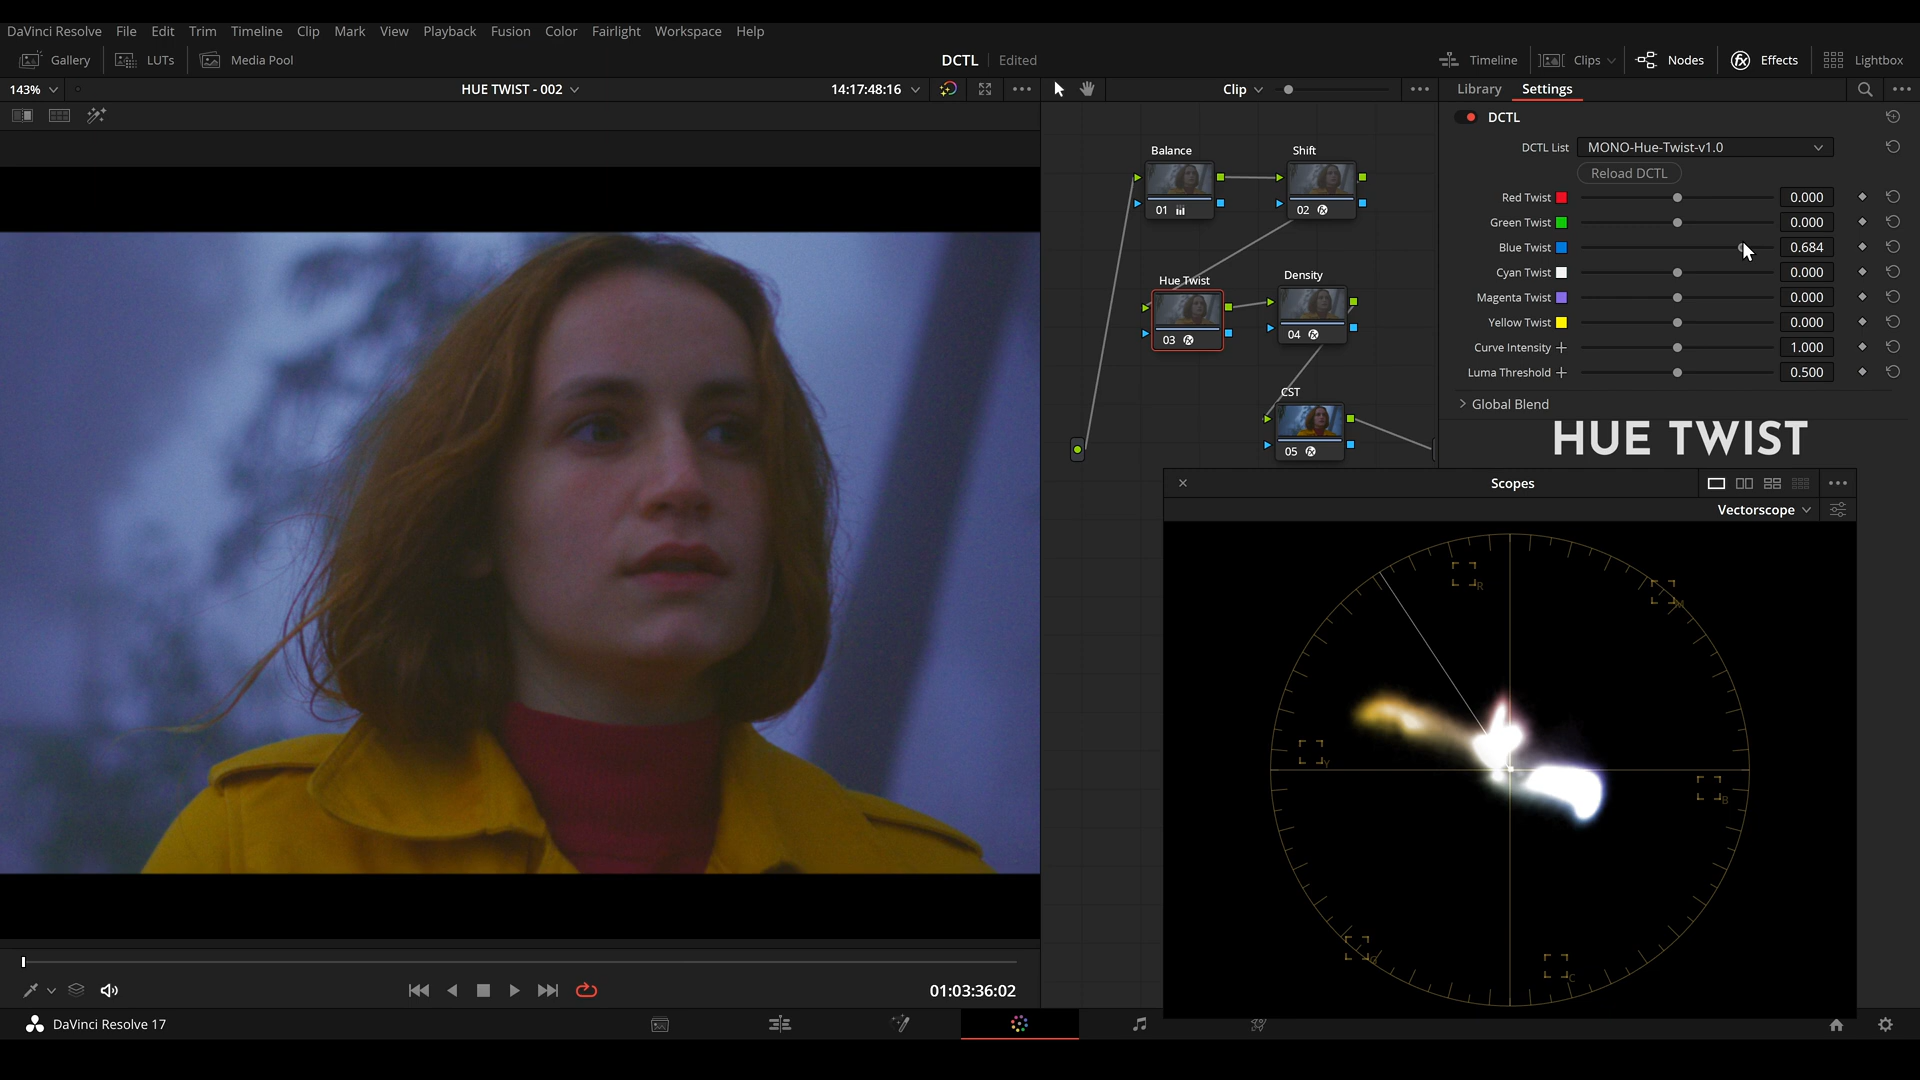 DaVinci Resolve File Edit Trim Timeline Clip Mark View Playback Fusion Color Fairlight Workspace Help
Gallery LUTs Media Pool DCTL Edited Timeline Clips Nodes Effects Lightbox
143% HUE TWIST - 002 14:17:48:16 Clip Library Settings
DCTL
DCTL List MONO-Hue-Twist-v1.0
Reload DCTL
Red Twist 0.000
Green Twist 0.000
Blue Twist 0.684
Cyan Twist 0.000
Magenta Twist 0.000
Yellow Twist 0.000
Curve Intensity 1.000
Luma Threshold 0.500
Global Blend
HUE TWIST
Balance Shift
01 02
Hue Twist Density
03 04
CST
05
Scopes
Vectorscope
R
M
Y
B
G
C
01:03:36:02
DaVinci Resolve 17